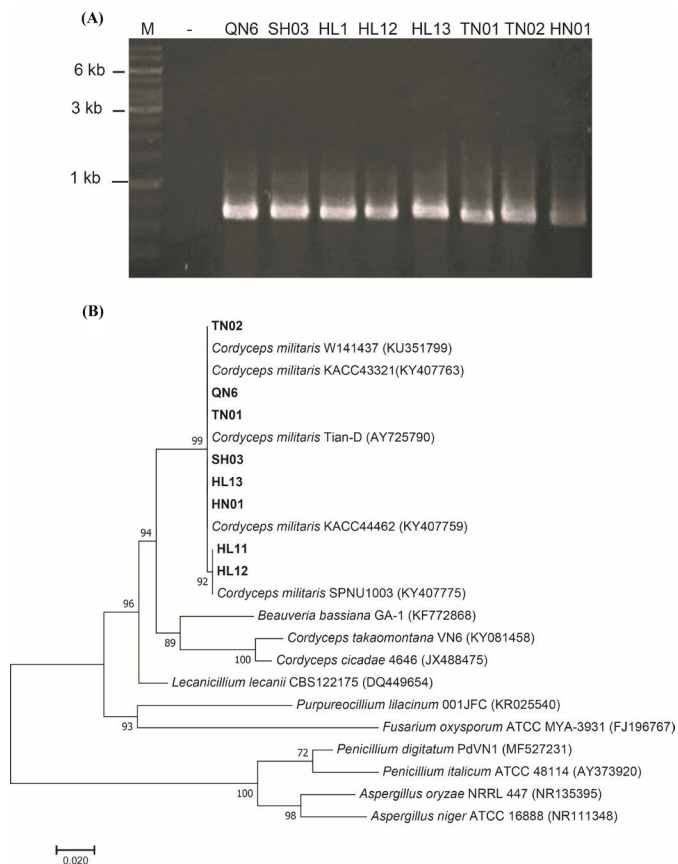 (A)
M - QN6 SH03 HL1 HL12 HL13 TN01 TN02 HN01
6 kb
3 kb
1 kb
(B)
TN02
Cordyceps militaris W141437 (KU351799)
Cordyceps militaris KACC43321(KY407763)
QN6
TN01
Cordyceps militaris Tian-D (AY725790)
99
SH03
HL13
HN01
Cordyceps militaris KACC44462 (KY407759)
94
HL11
HL12
92
Cordyceps militaris SPNU1003 (KY407775)
96
Beauveria bassiana GA-1 (KF772868)
Cordyceps takaomontana VN6 (KY081458)
89
100
Cordyceps cicadae 4646 (JX488475)
Lecanicillium lecanii CBS122175 (DQ449654)
Purpureocillium lilacinum 001JFC (KR025540)
93
Fusarium oxysporum ATCC MYA-3931 (FJ196767)
72
Penicillium digitatum PdVN1 (MF527231)
Penicillium italicum ATCC 48114 (AY373920)
100
Aspergillus oryzae NRRL 447 (NR135395)
98
Aspergillus niger ATCC 16888 (NR111348)
0.020